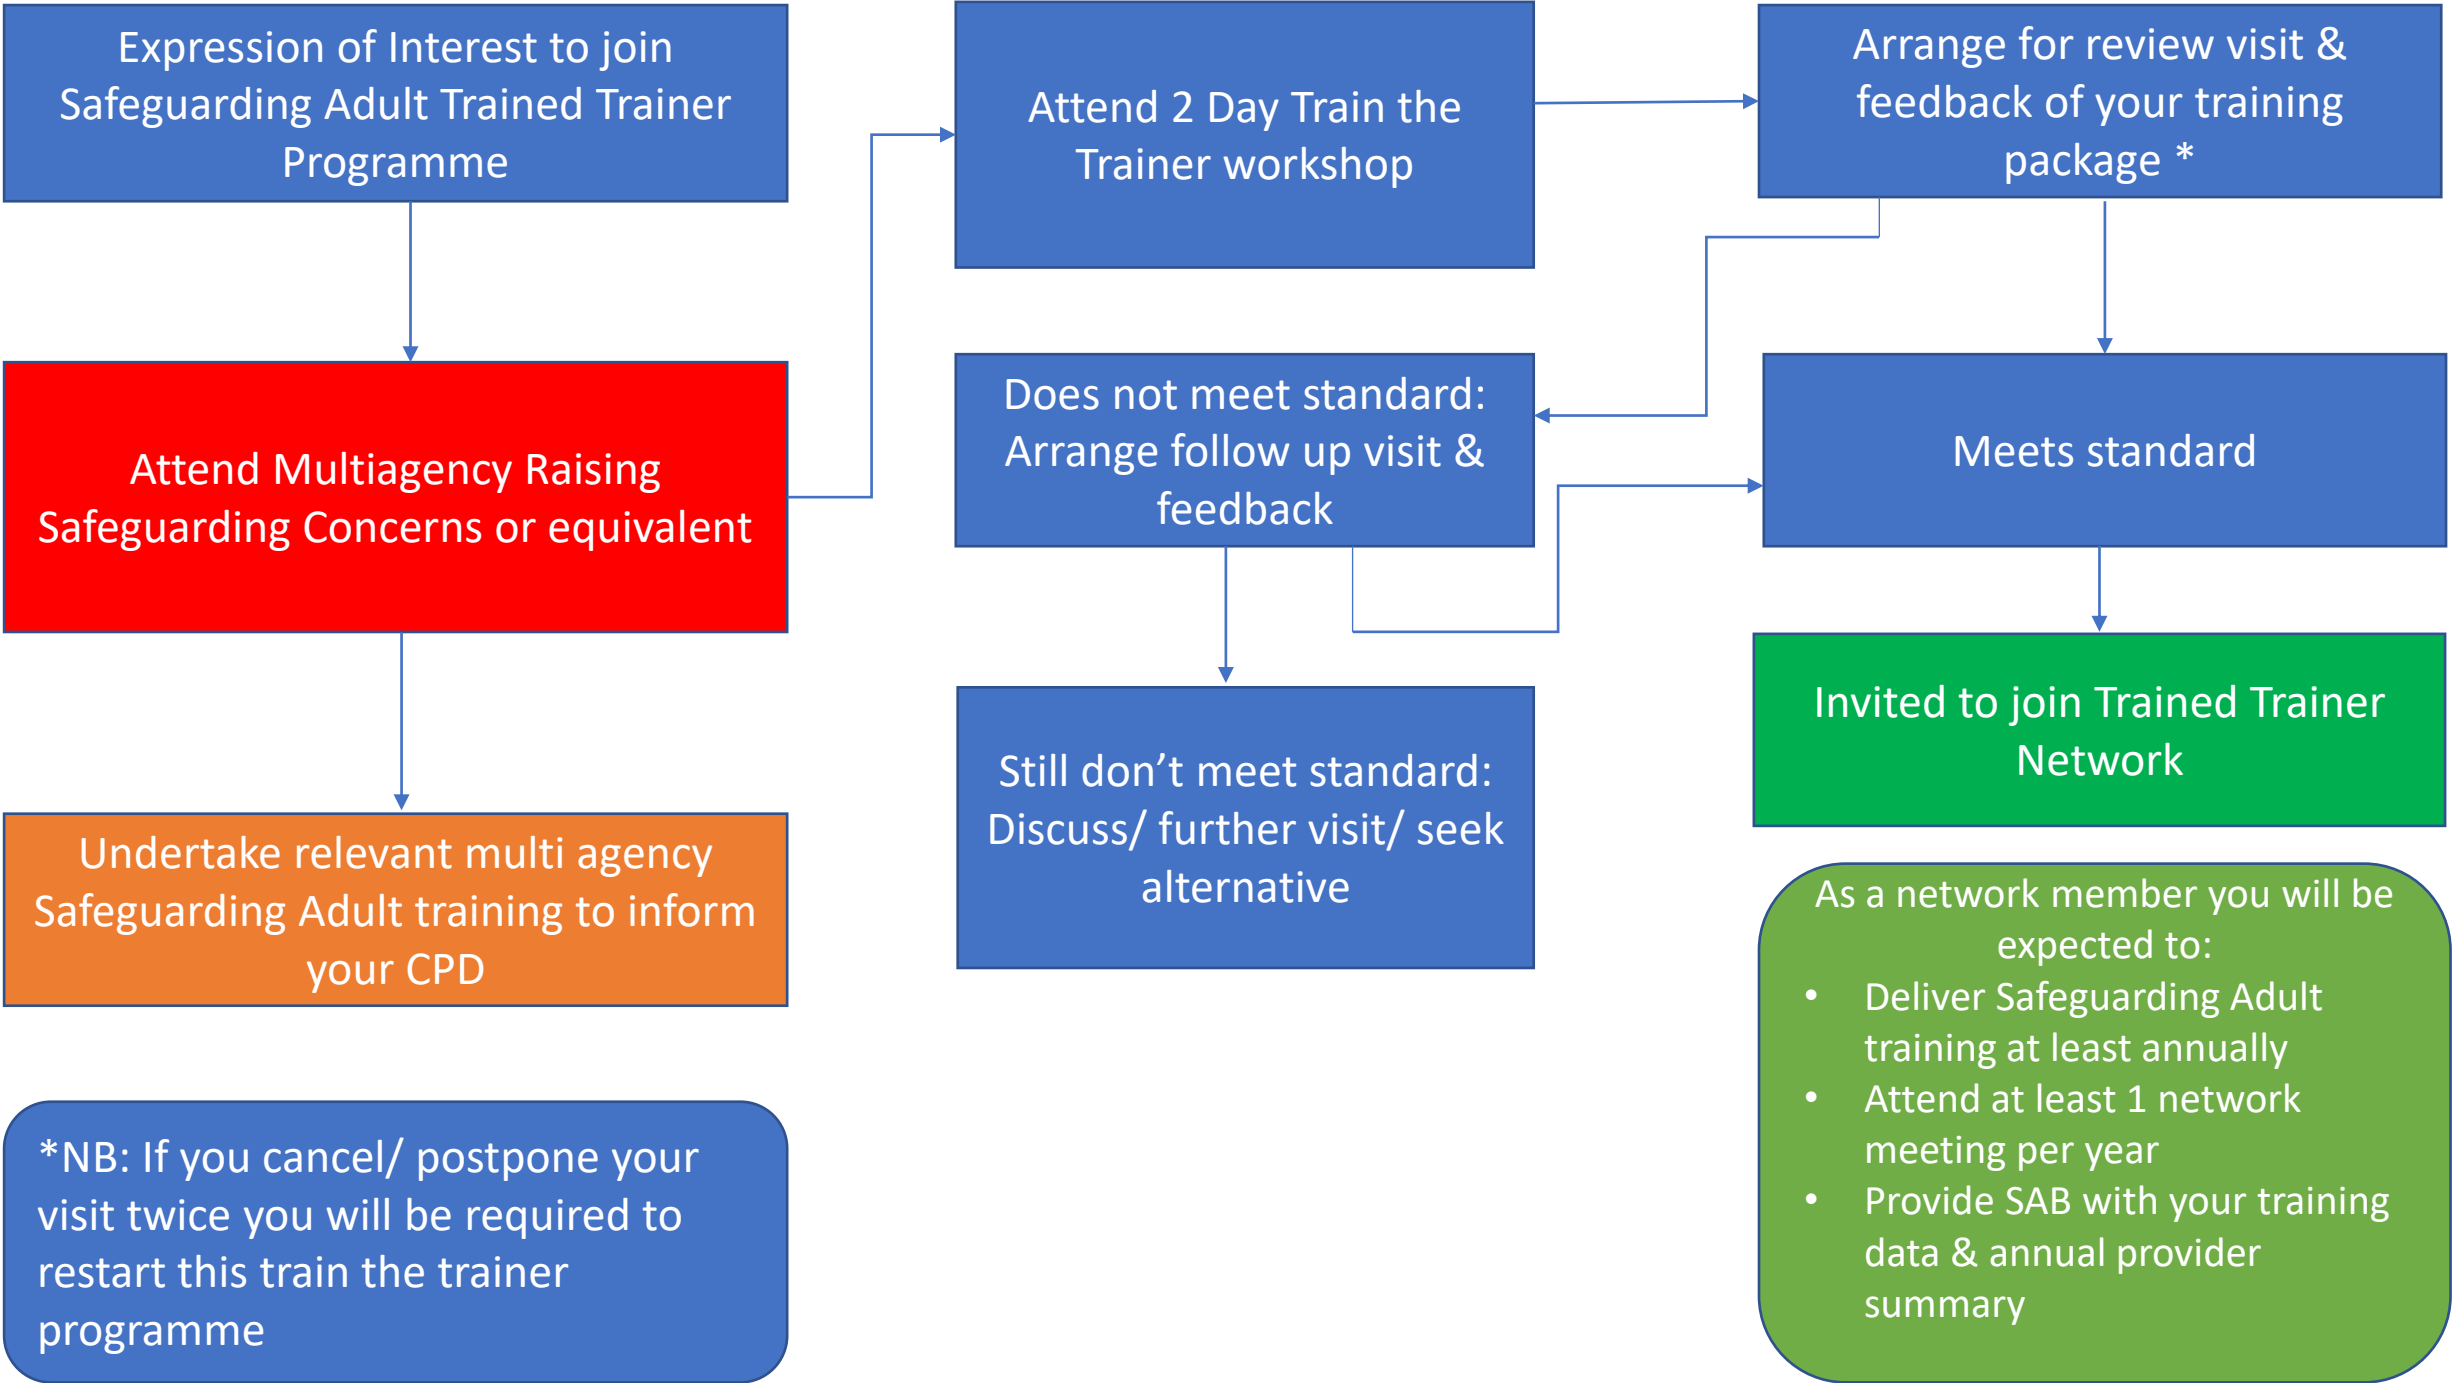 Expression of Interest to join
Safeguarding Adult Trained Trainer
Programme
Attend Multiagency Raising
Safeguarding Concerns or equivalent
Undertake relevant multi agency
Safeguarding Adult training to inform
your CPD
*NB: If you cancel/ postpone your
visit twice you will be required to
restart this train the trainer
programme
Attend 2 Day Train the
Trainer workshop
Does not meet standard:
Arrange follow up visit &
feedback
Still don’t meet standard:
Discuss/ further visit/ seek
alternative
Arrange for review visit &
feedback of your training
package *
Meets standard
Invited to join Trained Trainer
Network
As a network member you will be
expected to:
• Deliver Safeguarding Adult
training at least annually
• Attend at least 1 network
meeting per year
• Provide SAB with your training
data & annual provider
summary